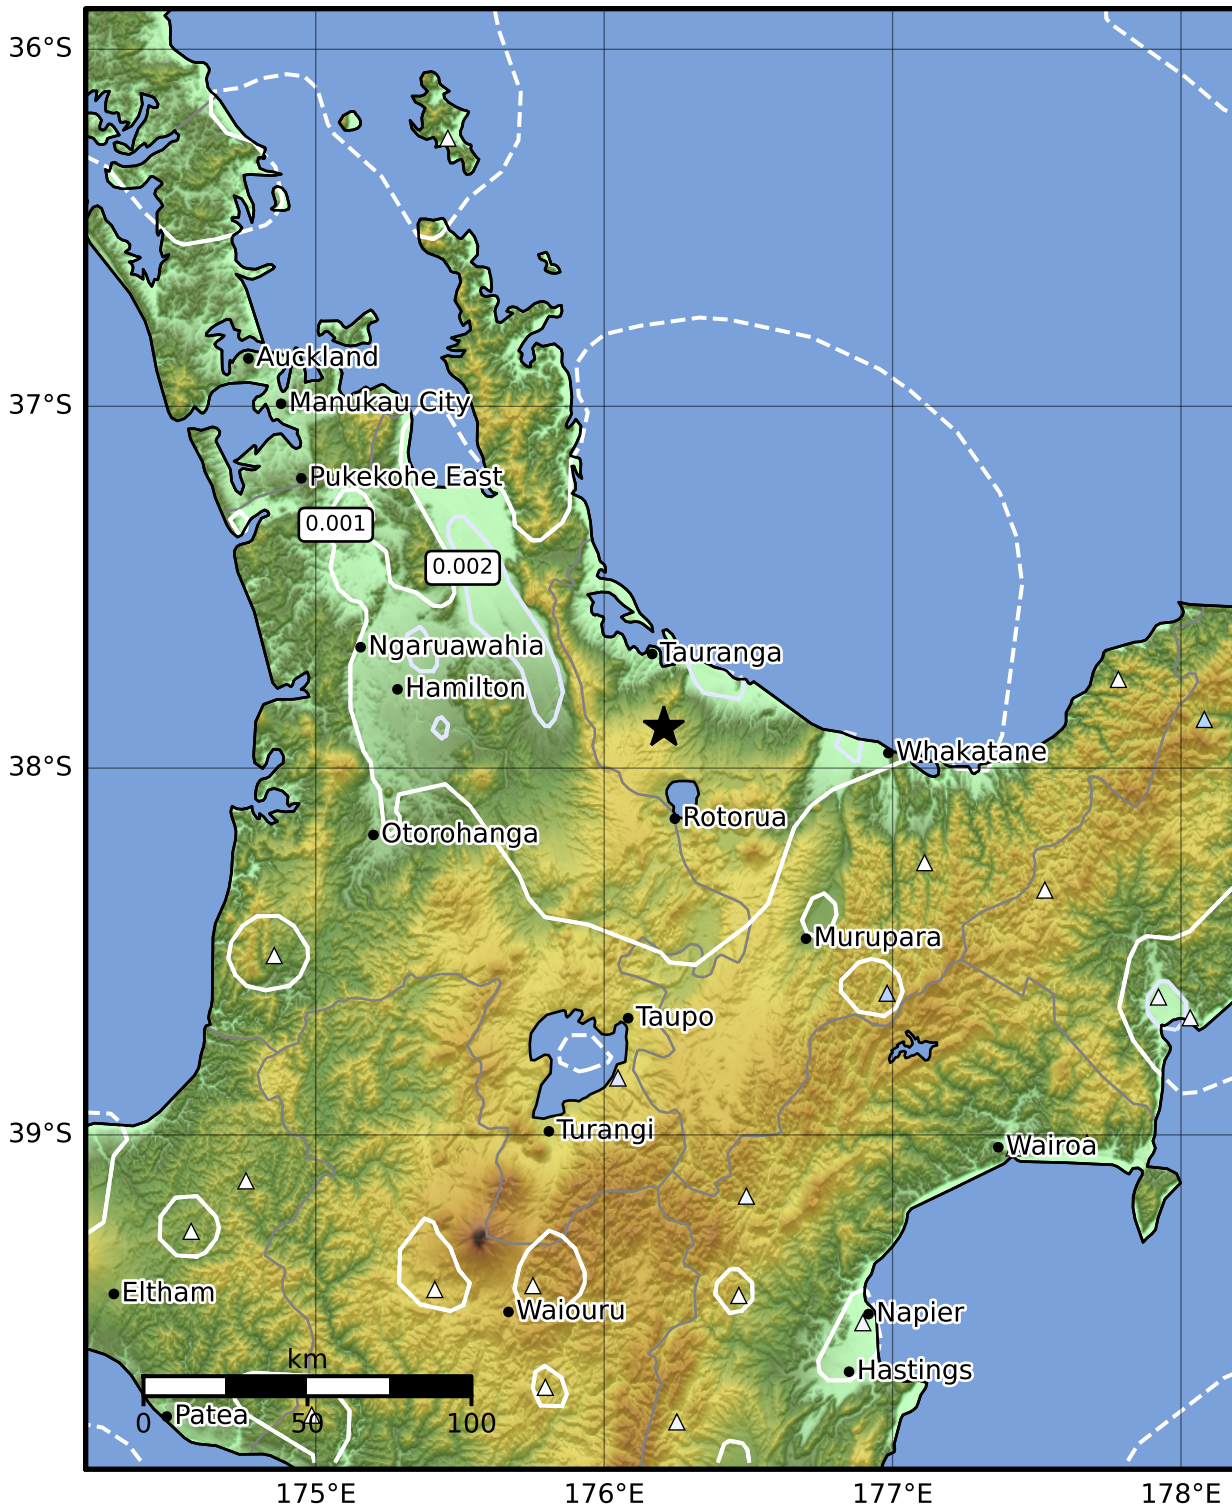 36°S
Auckland
Manukau City
37°S
Pukekohe East
0.001
0.002
Ngaruawahia
Tauranga
Hamilton
Whakatane
38°S
Rotorua
Otorohanga
Murupara
Taupo
Turangi
39°S
Wairoa
Eltham
Napier
Waiouru
km
Hastings
Patea
0 50 100
175°E 176°E 177°E 178°E